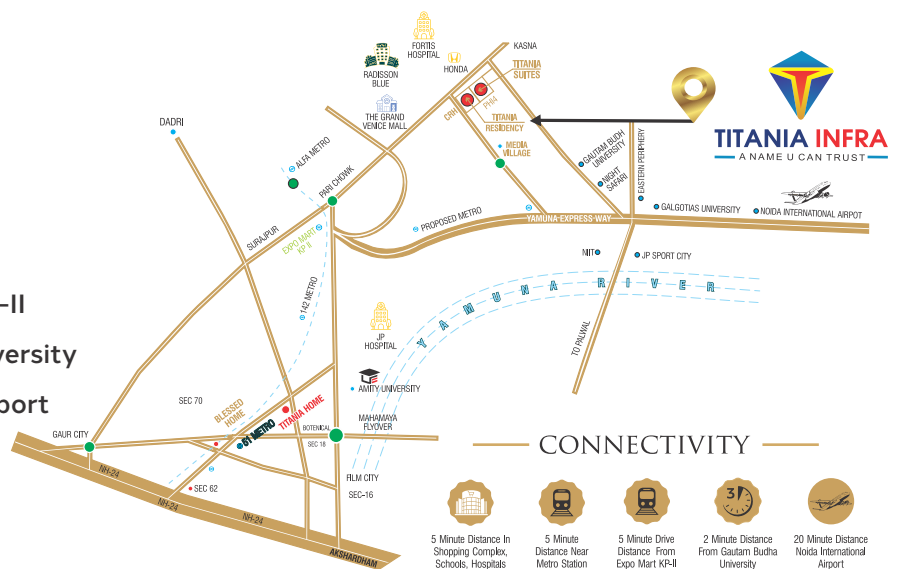 FORTIS
HOSPITAL
KASNA
RADISSON
BLUE
HONDA
TITANIA
SUITES
PH4
CRH
TITANIA
RESIDENCY
THE GRAND
VENICE MALL
TITANIA INFRA
A NAME U CAN TRUST
DADRI
ALFA METRO
MEDIA
VILLAGE
GAUTAM BUDH
UNIVERSITY
NIGHT
SAFARI
EASTERN PERIPHERY
PARI CHOWK
GALGOTIAS UNIVERSITY
NOIDA INTERNATIONAL AIRPOT
PROPOSED METRO
YAMUNA EXPRESS WAY
SURAJPUR
EXPO MART
KP II
NIIT
JP SPORT CITY
YAMUNA RIVER
142 METRO
-II
JP
HOSPITAL
TO PALWAL
versity
AMITY UNIVERSITY
port
SEC 70
BLESSED
HOME
TITANIA HOME
MAHAMAYA
FLYOVER
GAUR CITY
51 METRO
BOTENICAL
SEC 18
NH-24
SEC 62
FILM CITY
SEC-16
NH-24
NH-24
AKSHARDHAM
CONNECTIVITY
3
5 Minute Distance In
Shopping Complex,
Schools, Hospitals
5 Minute
Distance Near
Metro Station
5 Minute Drive
Distance From
Expo Mart KP-II
2 Minute Distance
From Gautam Budha
University
20 Minute Distance
Noida International
Airport